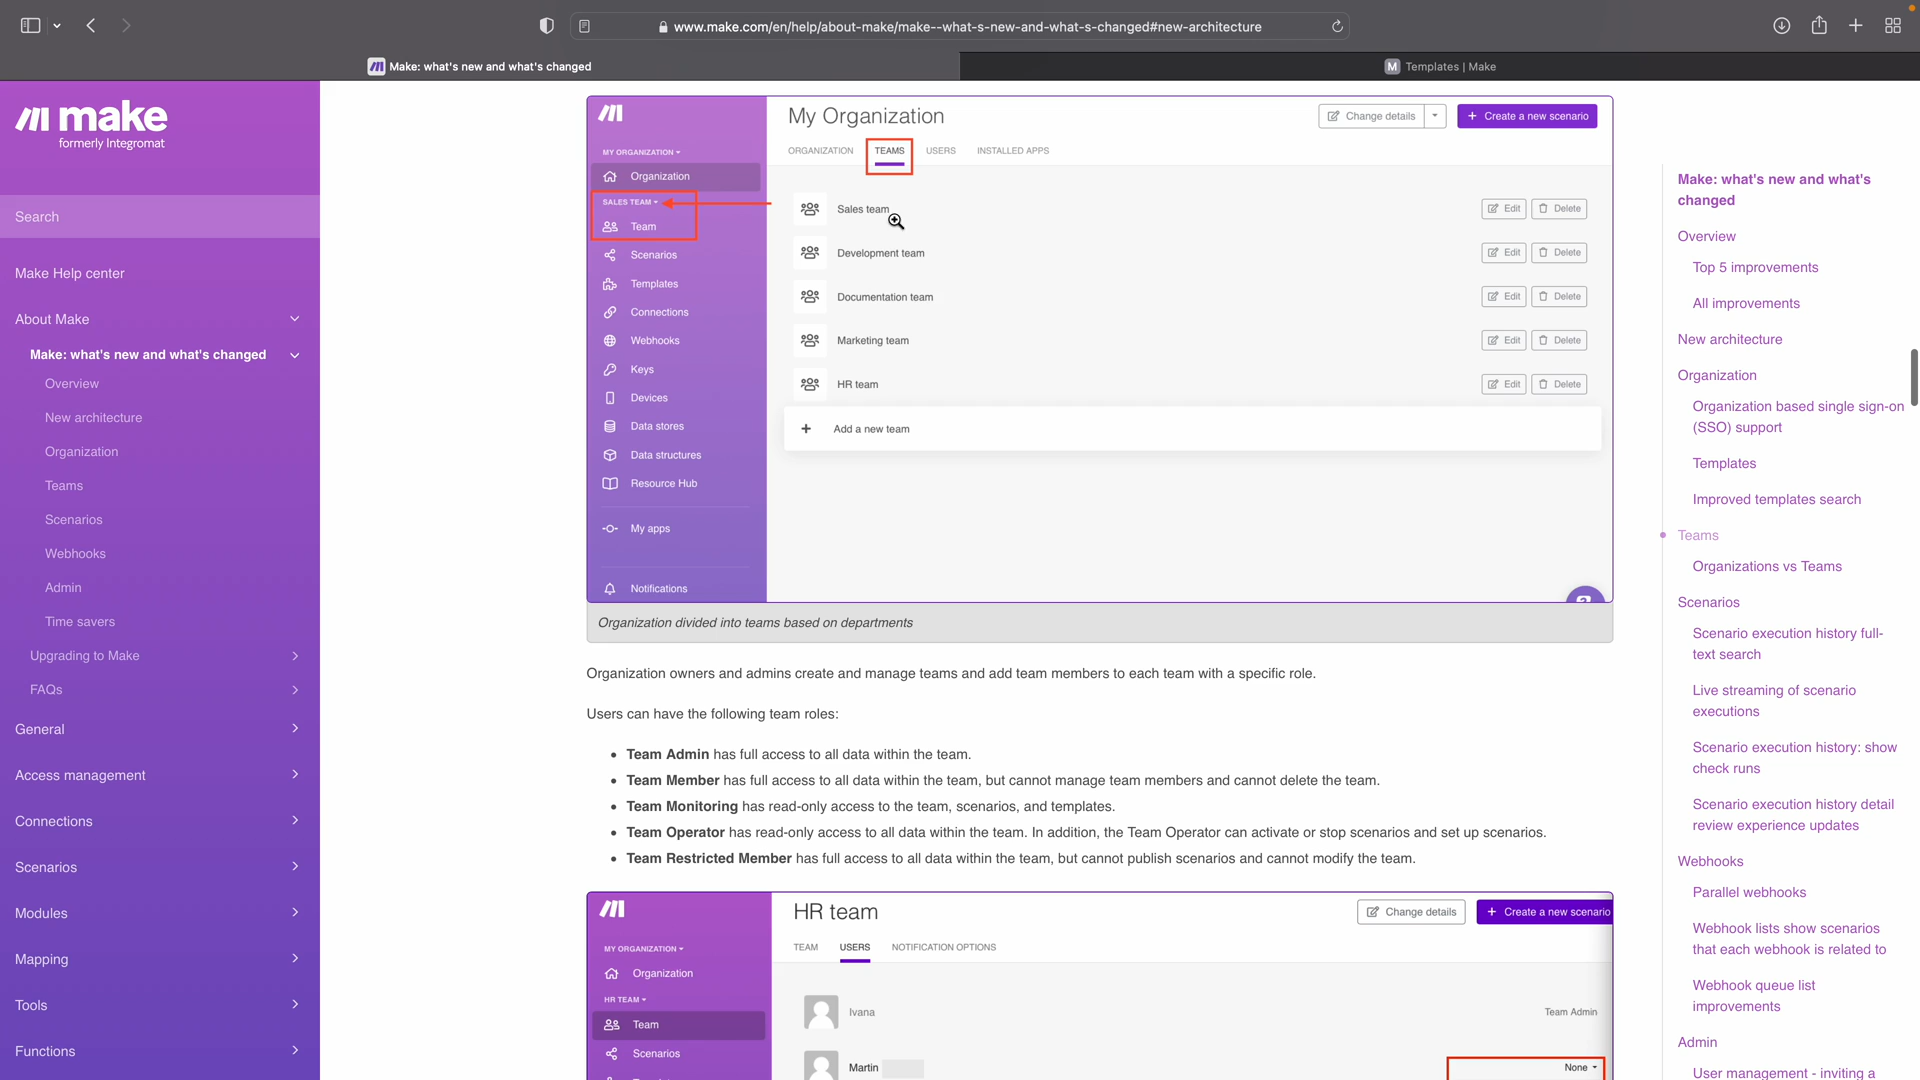 www.make.com/en/help/about-make/make--what-s-new-and-what-s-changed#new-architecture
Make: what's new and what's changed
M Templates | Make
make
formerly Integromat
Search
Make Help center
About Make
Make: what's new and what's changed
Overview
New architecture
Organization
Teams
Scenarios
Webhooks
Admin
Time savers
Upgrading to Make
FAQs
General
Access management
Connections
Scenarios
Modules
Mapping
Tools
Functions
MY ORGANIZATION
Organization
SALES TEAM
Team
Scenarios
Templates
Connections
Webhooks
Keys
Devices
Data stores
Data structures
Resource Hub
My apps
Notifications
My Organization
Change details
+ Create a new scenario
ORGANIZATION TEAMS USERS INSTALLED APPS
Sales team Edit Delete
Development team Edit Delete
Documentation team Edit Delete
Marketing team Edit Delete
HR team Edit Delete
+ Add a new team
Organization divided into teams based on departments
Organization owners and admins create and manage teams and add team members to each team with a specific role.
Users can have the following team roles:
• Team Admin has full access to all data within the team.
• Team Member has full access to all data within the team, but cannot manage team members and cannot delete the team.
• Team Monitoring has read-only access to the team, scenarios, and templates.
• Team Operator has read-only access to all data within the team. In addition, the Team Operator can activate or stop scenarios and set up scenarios.
• Team Restricted Member has full access to all data within the team, but cannot publish scenarios and cannot modify the team.
MY ORGANIZATION
Organization
HR TEAM
Team
Scenarios
HR team
Change details
+ Create a new scenario
TEAM USERS NOTIFICATION OPTIONS
Ivana Team Admin
Martin None
Make: what's new and what's
changed
Overview
Top 5 improvements
All improvements
New architecture
Organization
Organization based single sign-on
(SSO) support
Templates
Improved templates search
Teams
Organizations vs Teams
Scenarios
Scenario execution history full-
text search
Live streaming of scenario
executions
Scenario execution history: show
check runs
Scenario execution history detail
review experience updates
Webhooks
Parallel webhooks
Webhook lists show scenarios
that each webhook is related to
Webhook queue list
improvements
Admin
User management - inviting a